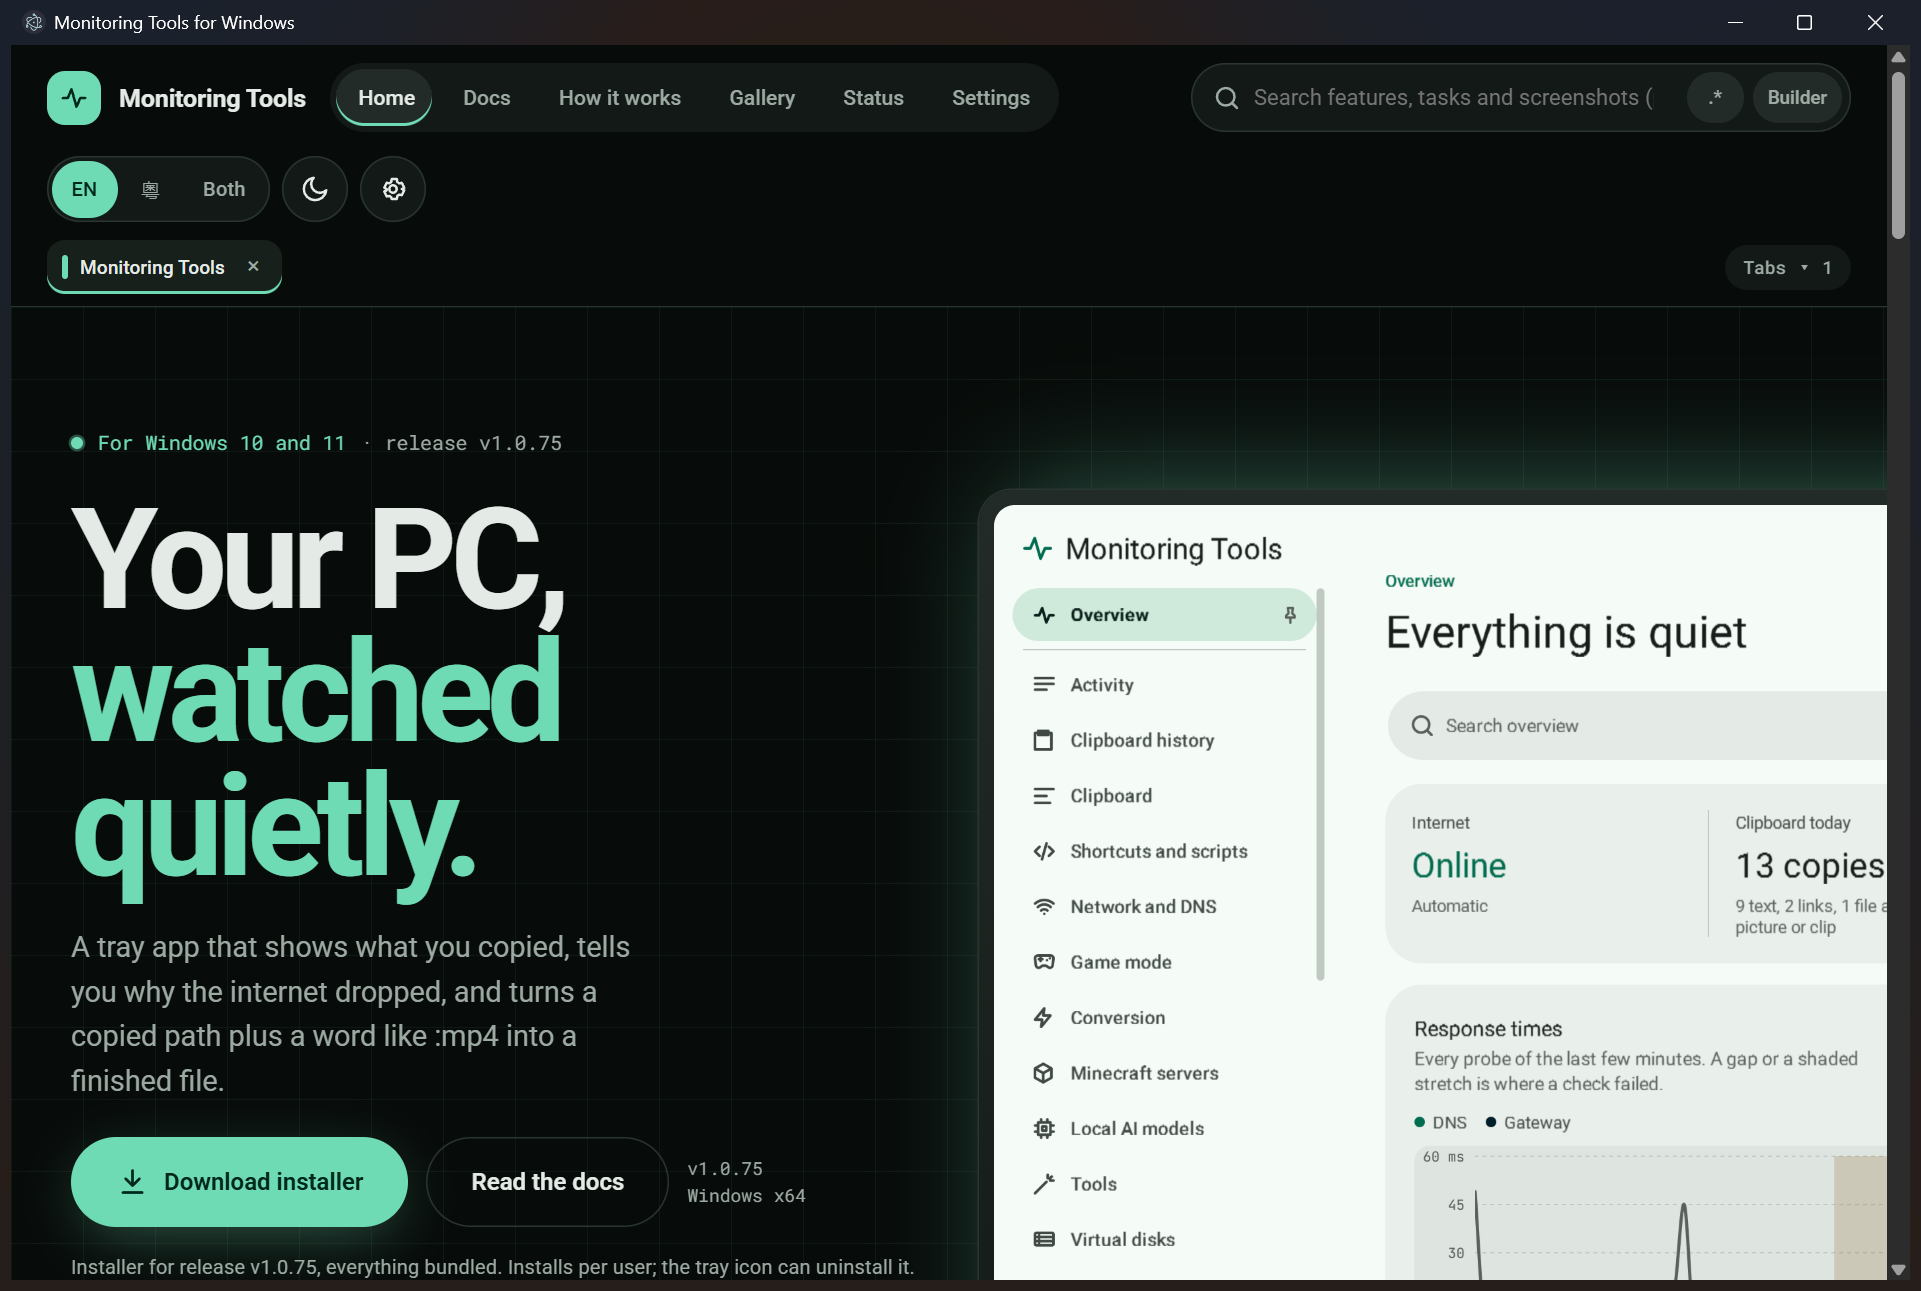 Monitoring Tools for Windows
Monitoring Tools
Home
Docs
How it works
Gallery
Status
Settings
Search features, tasks and screenshots (
.*
Builder
EN
粵
Both
Monitoring Tools ×
Tabs ▾ 1
For Windows 10 and 11 · release v1.0.75
Your PC,
watched
quietly.
A tray app that shows what you copied, tells
you why the internet dropped, and turns a
copied path plus a word like :mp4 into a
finished file.
Download installer
Read the docs
v1.0.75
Windows x64
Installer for release v1.0.75, everything bundled. Installs per user; the tray icon can uninstall it.
Monitoring Tools
Overview
Activity
Clipboard history
Clipboard
Shortcuts and scripts
Network and DNS
Game mode
Conversion
Minecraft servers
Local AI models
Tools
Virtual disks
Overview
Everything is quiet
Search overview
Internet
Online
Automatic
Clipboard today
13 copies
9 text, 2 links, 1 file a
picture or clip
Response times
Every probe of the last few minutes. A gap or a shaded
stretch is where a check failed.
DNS
Gateway
60 ms
45
30